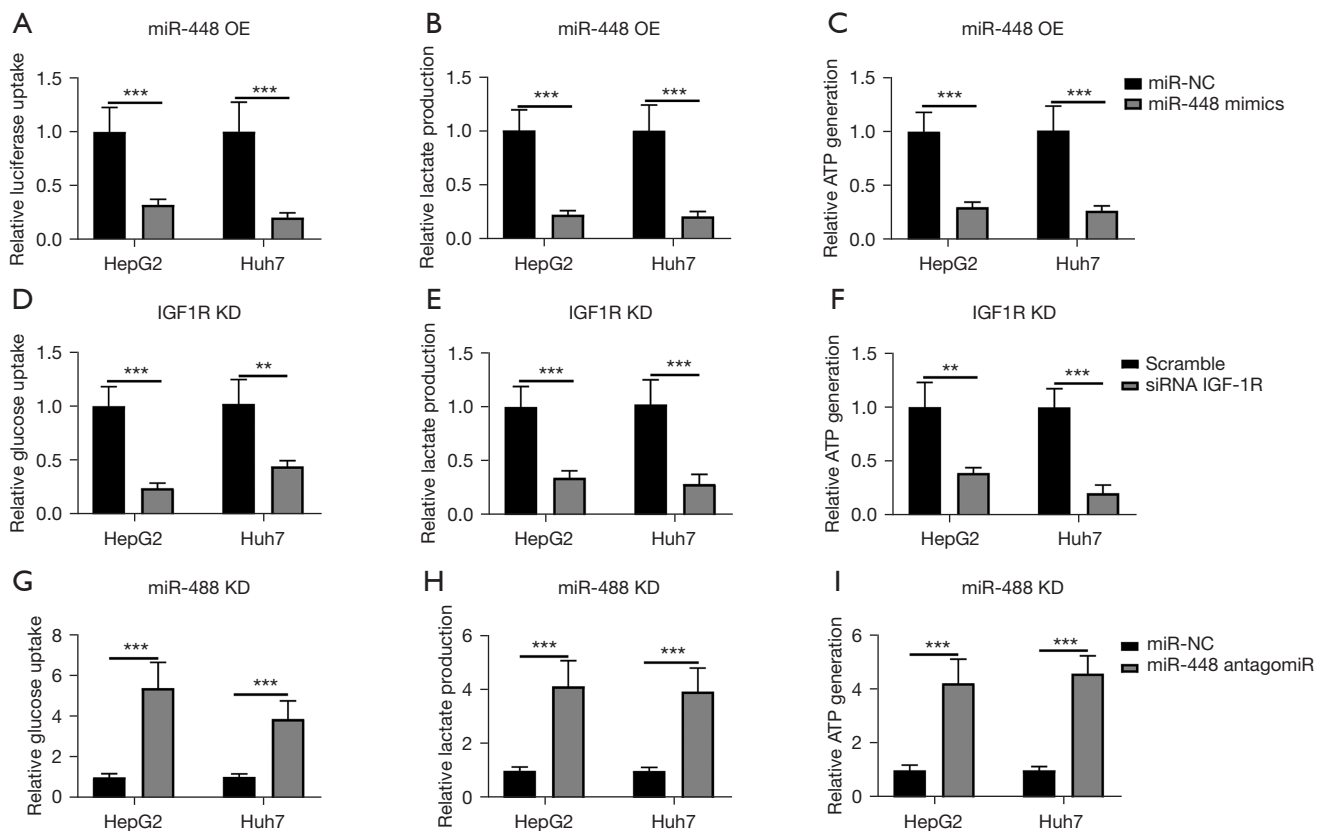 A
miR-448 OE
Relative luciferase uptake
1.5
1.0
0.5
0.0
***
***
HepG2
Huh7
B
miR-448 OE
Relative lactate production
1.5
1.0
0.5
0.0
***
***
HepG2
Huh7
C
miR-448 OE
Relative ATP generation
1.5
1.0
0.5
0.0
***
***
HepG2
Huh7
miR-NC
miR-448 mimics
D
IGF1R KD
Relative glucose uptake
1.5
1.0
0.5
0.0
***
**
HepG2
Huh7
E
IGF1R KD
Relative lactate production
1.5
1.0
0.5
0.0
***
***
HepG2
Huh7
F
IGF1R KD
Relative ATP generation
1.5
1.0
0.5
0.0
**
***
HepG2
Huh7
Scramble
siRNA IGF-1R
G
miR-488 KD
Relative glucose uptake
8
6
4
2
0
***
***
HepG2
Huh7
H
miR-488 KD
Relative lactate production
6
4
2
0
***
***
HepG2
Huh7
I
miR-488 KD
Relative ATP generation
6
4
2
0
***
***
HepG2
Huh7
miR-NC
miR-448 antagomiR